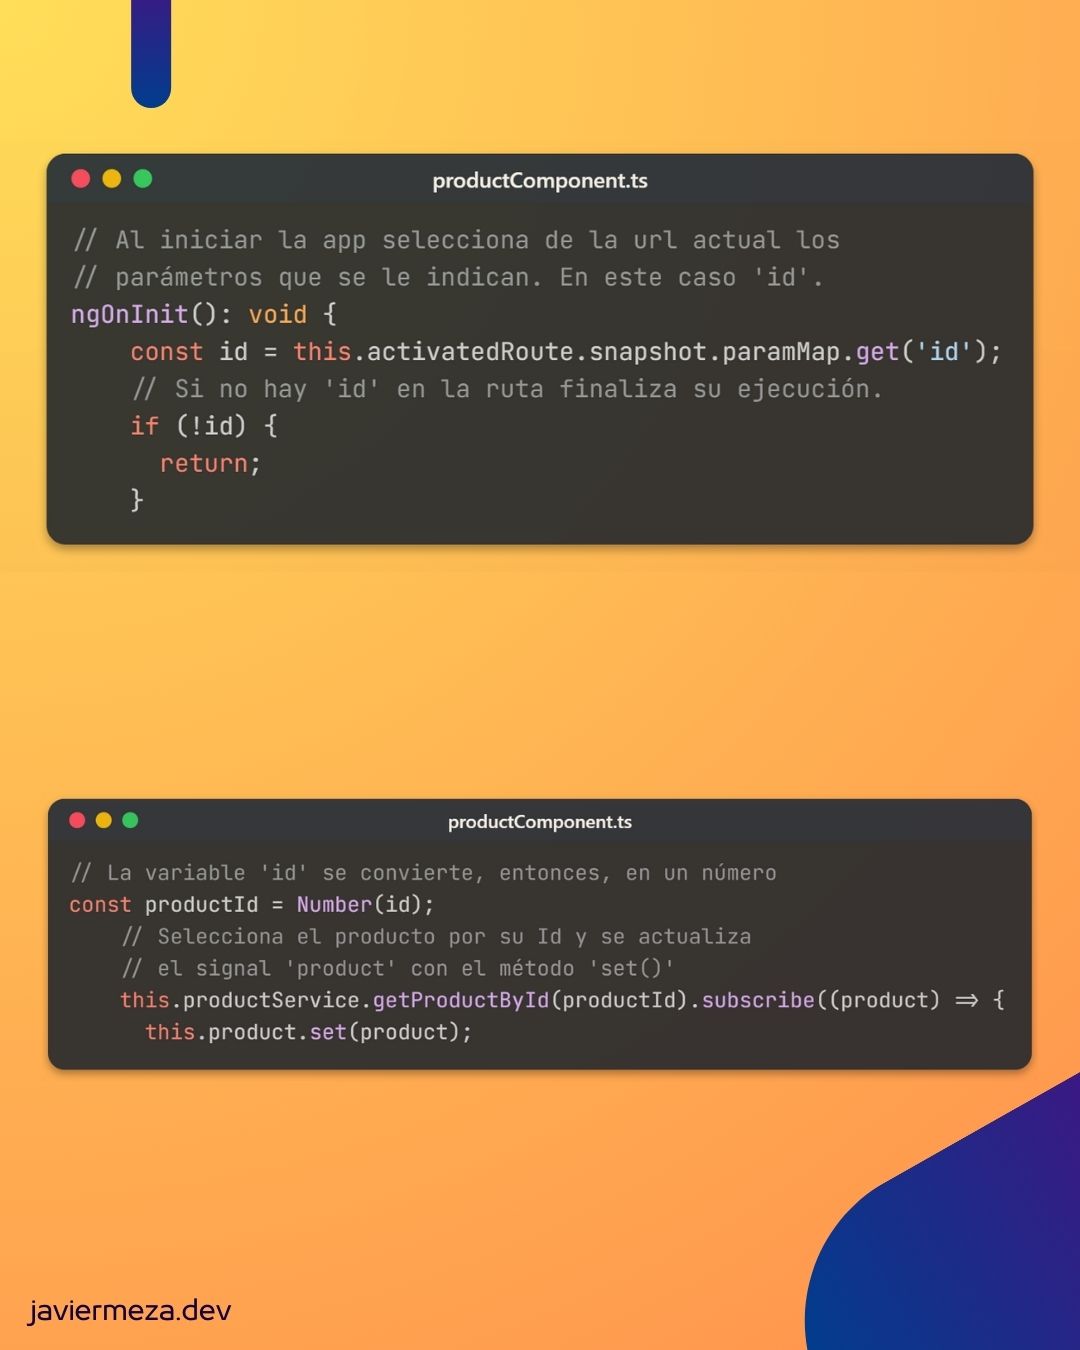 productComponent.ts
// Al iniciar la app selecciona de la url actual los
// parámetros que se le indican. En este caso 'id'.
ngOnInit(): void {
const id = this.activatedRoute.snapshot.paramMap.get('id');
// Si no hay 'id' en la ruta finaliza su ejecución.
if (!id) {
return;
}
productComponent.ts
// La variable 'id' se convierte, entonces, en un número
const productId = Number(id);
// Selecciona el producto por su Id y se actualiza
// el signal 'product' con el método 'set()'
this.productService.getProductById(productId).subscribe((product) => {
this.product.set(product);
javiermeza.dev